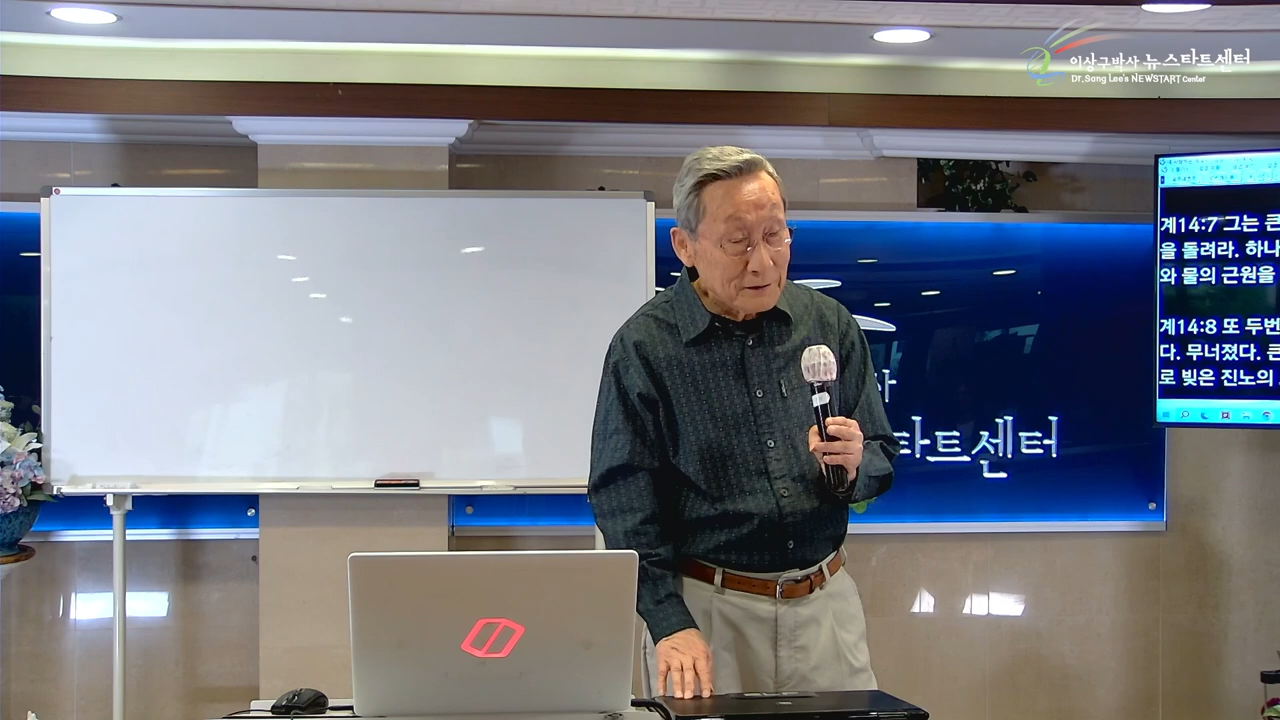 이상구박사 뉴스타트센터
Dr.Sang Lee's NEWSTART Center
계14:7 그는 큰
을 돌려라. 하나
와 물의 근원을
계14:8 또 두번
다. 무너졌다. 큰
로 빚은 진노의
사
타트센터